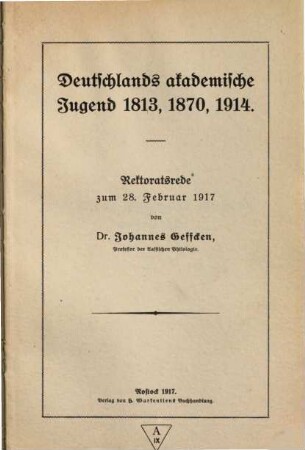 Deutschlands akademische
Jugend 1813, 1870, 1914.
Rektoratsrede
zum 28. Februar 1917
von
Dr. Johannes Geffcken,
Professor der klassischen Philologie.
Rostock 1917.
Verlag von H. Warkentiens Buchhandlung.
A
IX